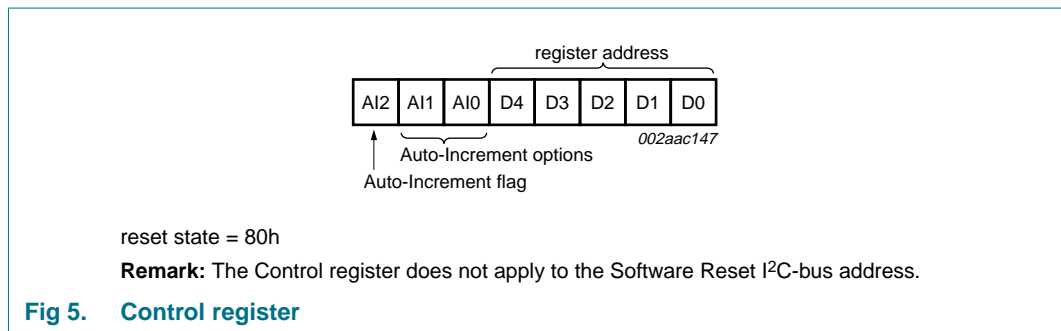 register address
AI2 AI1 AI0 D4 D3 D2 D1 D0
002aac147
Auto-Increment options
Auto-Increment flag
reset state = 80h
Remark: The Control register does not apply to the Software Reset I²C-bus address.
Fig 5. Control register